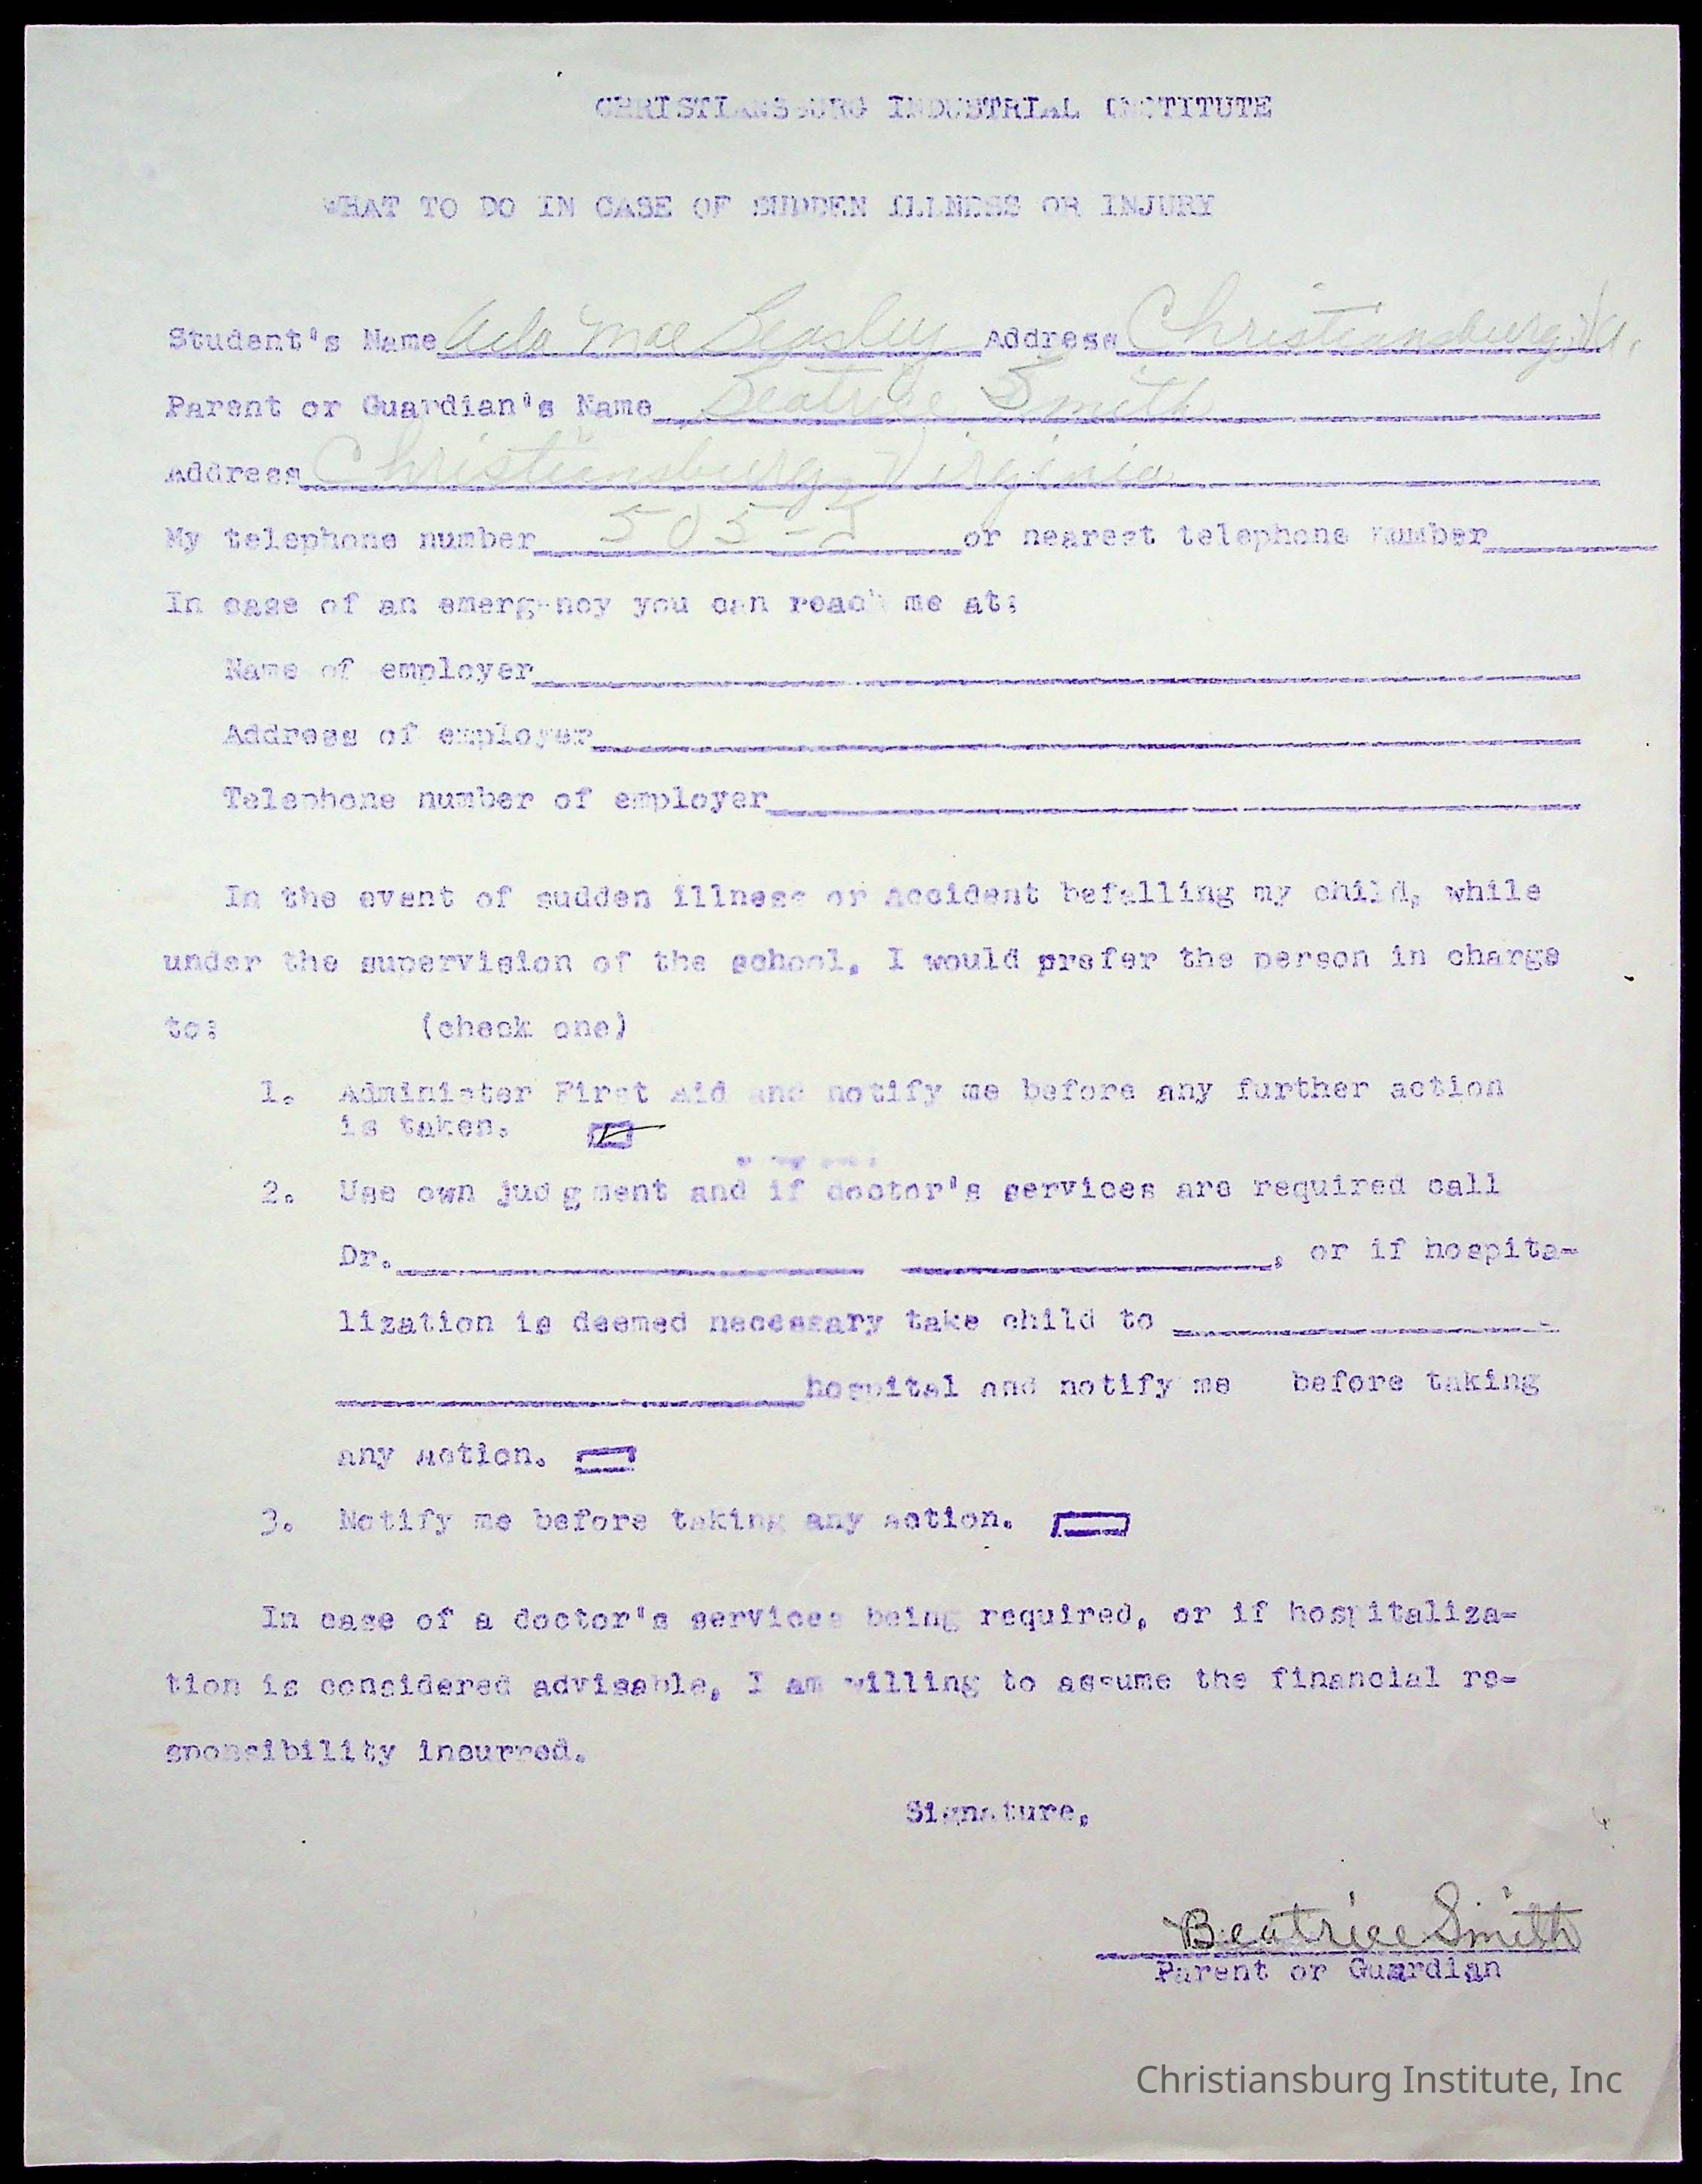 CHRISTIANSBURG INDUSTRIAL INSTITUTE
WHAT TO DO IN CASE OF SUDDEN ILLNESS OR INJURY
Student's Name Ada Mae Beasley Address Christiansburg, Va.
Parent or Guardian's Name Beatrice Smith
Address Christiansburg, Virginia
My telephone number 505-J or nearest telephone number
In case of an emergency you can reach me at:
Name of employer
Address of employer
Telephone number of employer
In the event of sudden illness or accident befalling my child, while
under the supervision of the school, I would prefer the person in charge
to: (check one)
1. Administer First Aid and notify me before any further action
is taken.
2. Use own judgment and if doctor's services are required call
Dr. , or if hospita-
lization is deemed necessary take child to
hospital and notify me before taking
any action.
3. Notify me before taking any action.
In case of a doctor's services being required, or if hospitaliza-
tion is considered advisable, I am willing to assume the financial re-
sponsibility incurred.
Signature,
Beatrice Smith
Parent or Guardian
Christiansburg Institute, Inc